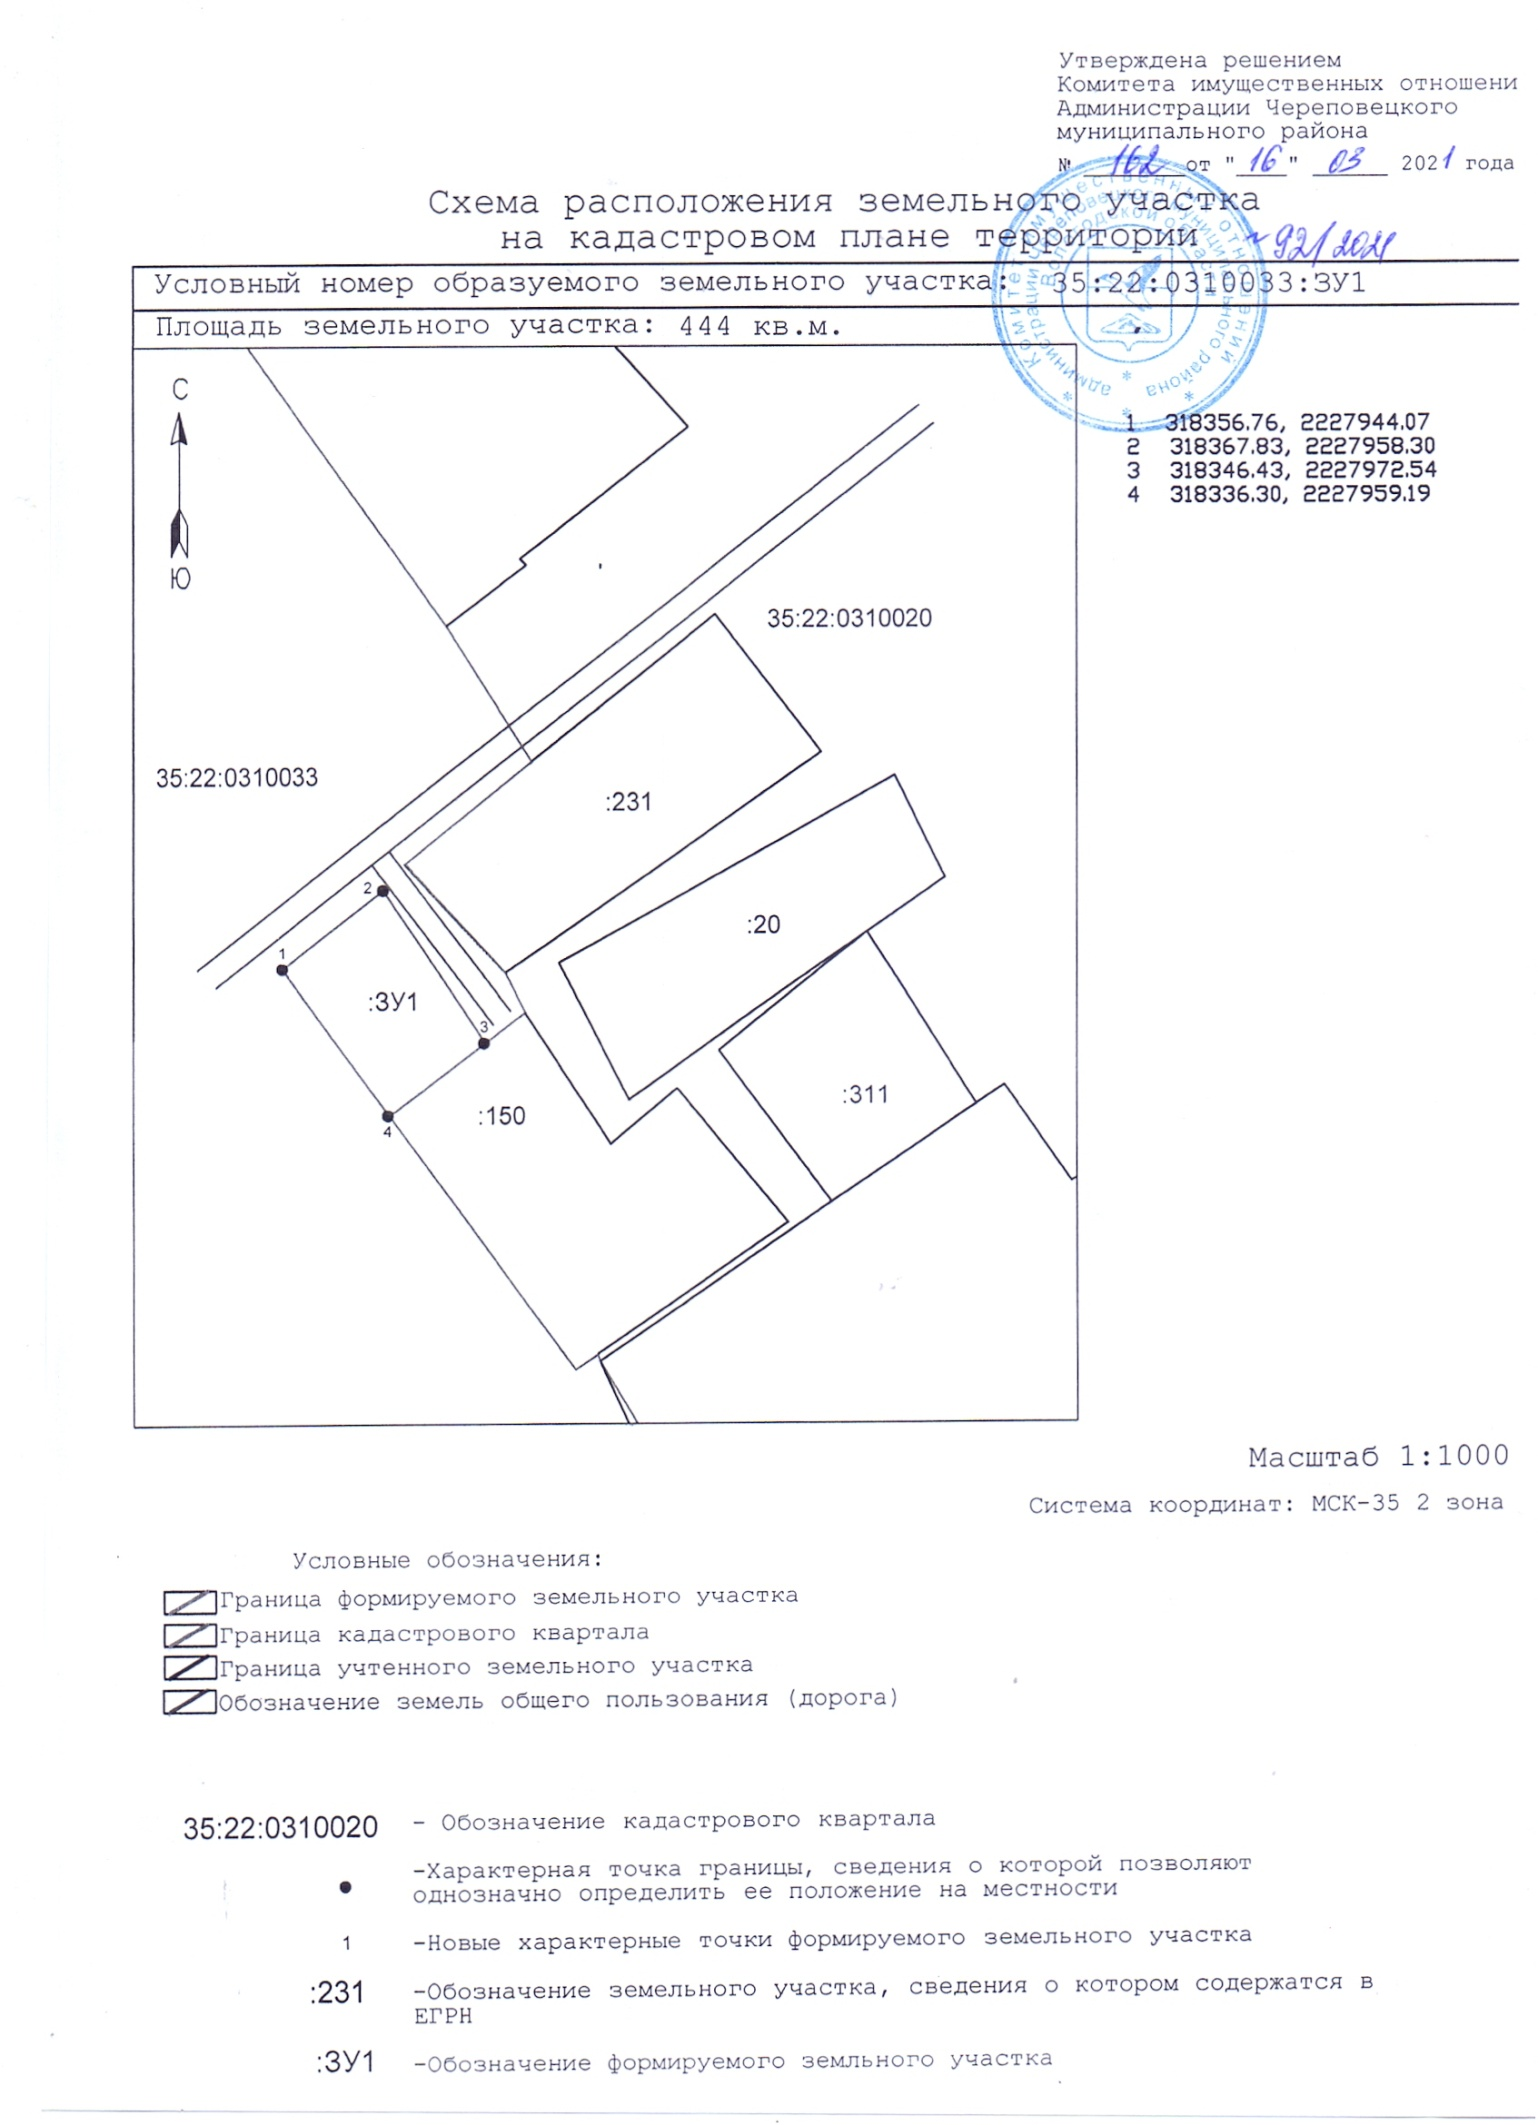 Утверждена решением
Комитета имущественных отношени
Администрации Череповецкого
муниципального района
№ 162 от "16" 03 2021 года
Схема расположения земельного участка
на кадастровом плане территории
92/2021
Условный номер образуемого земельного участка: 35:22:0310033:ЗУ1
Площадь земельного участка: 444 кв.м.
С
Ю
1 318356.76, 2227944.07
2 318367.83, 2227958.30
3 318346.43, 2227972.54
4 318336.30, 2227959.19
35:22:0310020
35:22:0310033
:231
2
:20
1
:ЗУ1
3
:311
:150
4
Масштаб 1:1000
Система координат: МСК-35 2 зона
Условные обозначения:
Граница формируемого земельного участка
Граница кадастрового квартала
Граница учтенного земельного участка
Обозначение земель общего пользования (дорога)
35:22:0310020 - Обозначение кадастрового квартала
-Характерная точка границы, сведения о которой позволяют
однозначно определить ее положение на местности
1 -Новые характерные точки формируемого земельного участка
:231 -Обозначение земельного участка, сведения о котором содержатся в
ЕГРН
:ЗУ1 -Обозначение формируемого земльного участка